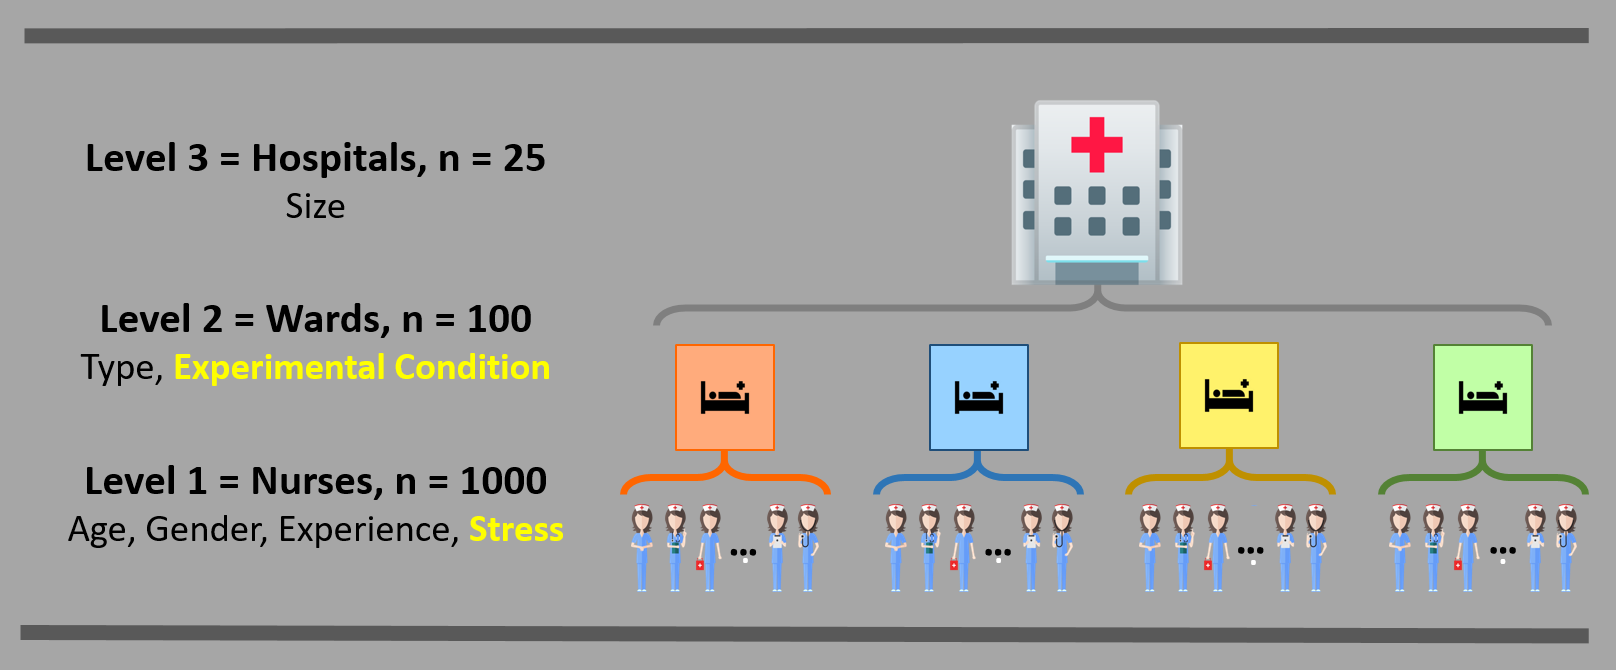 Level 3 = Hospitals, n = 25
Size
Level 2 = Wards, n = 100
Type, Experimental Condition
Level 1 = Nurses, n = 1000
Age, Gender, Experience, Stress